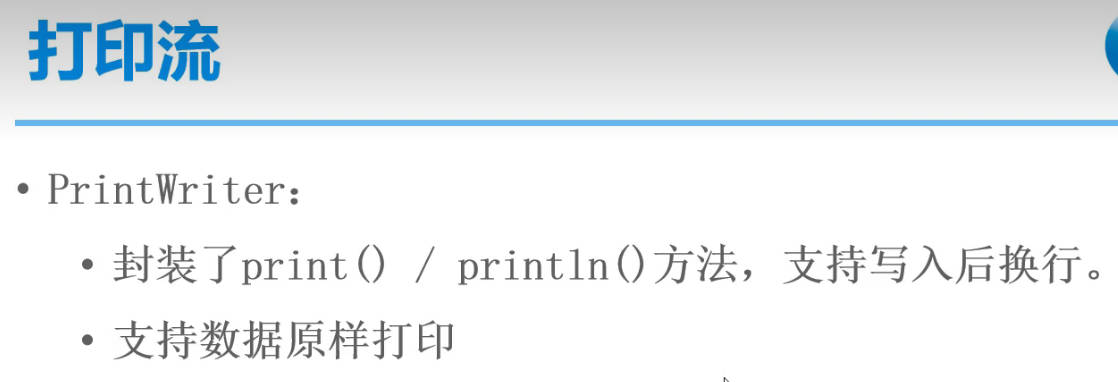 打印流
• PrintWriter：
• 封装了print() / println()方法，支持写入后换行。
• 支持数据原样打印